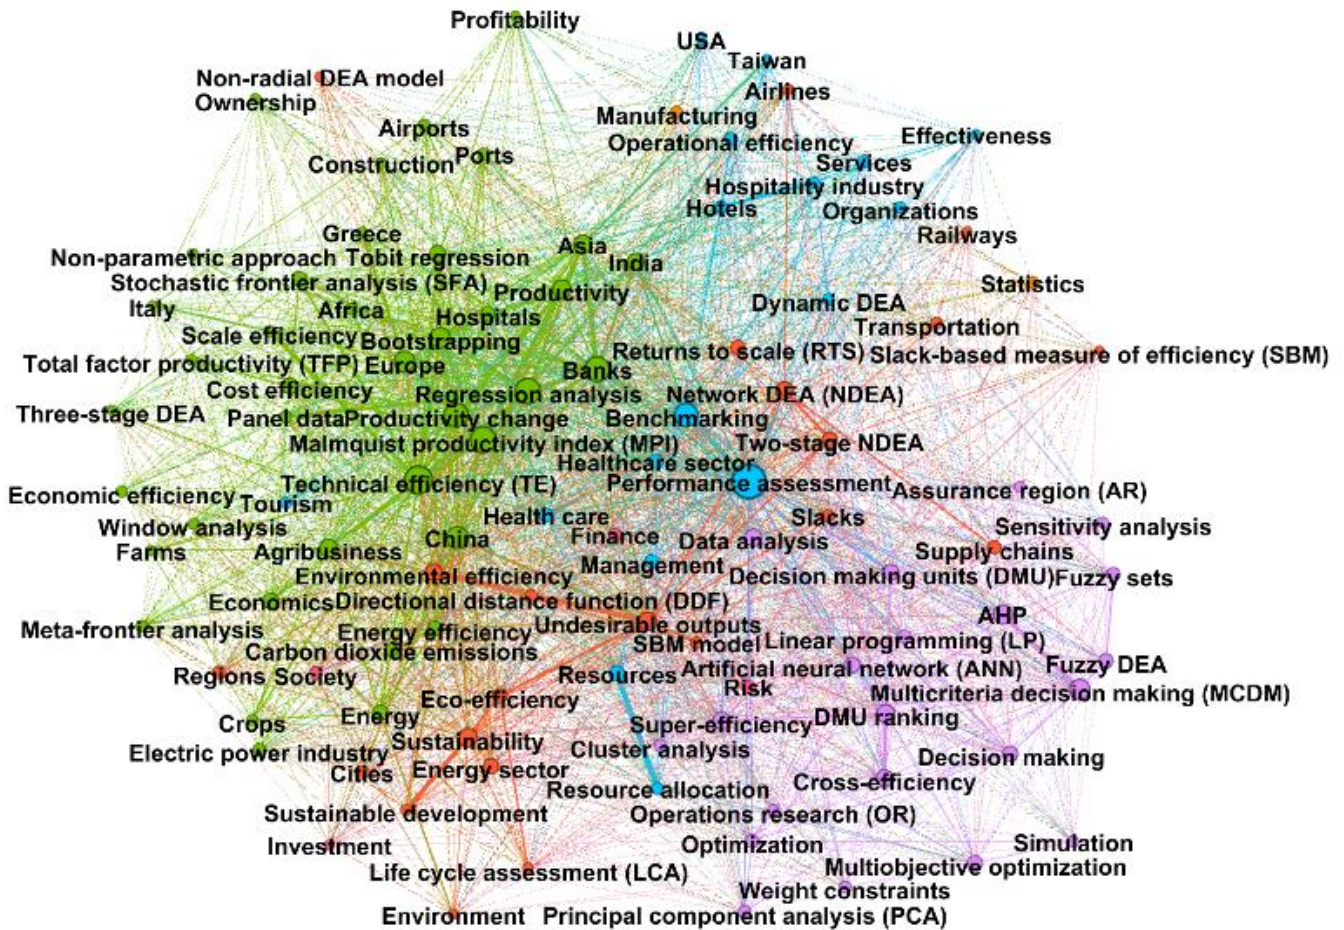 Profitability
USA
Taiwan
Non-radial DEA model
Airlines
Ownership
Manufacturing
Airports
Effectiveness
Operational efficiency
Construction
Ports
Services
Hospitality industry
Hotels
Organizations
Greece
Railways
Asia
Non-parametric approach
Tobit regression
India
Stochastic frontier analysis (SFA)
Statistics
Productivity
Italy
Africa
Hospitals
Dynamic DEA
Transportation
Scale efficiency
Bootstrapping
Returns to scale (RTS)
Slack-based measure of efficiency (SBM)
Total factor productivity (TFP)
Europe
Banks
Cost efficiency
Regression analysis
Network DEA (NDEA)
Three-stage DEA
Panel data
Productivity change
Benchmarking
Malmquist productivity index (MPI)
Two-stage NDEA
Healthcare sector
Technical efficiency (TE)
Performance assessment
Assurance region (AR)
Economic efficiency
Tourism
Health care
Slacks
Window analysis
Sensitivity analysis
Finance
China
Data analysis
Farms
Agribusiness
Supply chains
Management
Environmental efficiency
Decision making units (DMU)
Fuzzy sets
Economics
Directional distance function (DDF)
AHP
Meta-frontier analysis
Energy efficiency
Undesirable outputs
SBM model
Linear programming (LP)
Carbon dioxide emissions
Regions
Society
Resources
Artificial neural network (ANN)
Fuzzy DEA
Risk
Multicriteria decision making (MCDM)
Eco-efficiency
Crops
Energy
Super-efficiency
DMU ranking
Electric power industry
Sustainability
Cluster analysis
Decision making
Cities
Energy sector
Cross-efficiency
Resource allocation
Sustainable development
Operations research (OR)
Investment
Optimization
Simulation
Life cycle assessment (LCA)
Multiobjective optimization
Weight constraints
Environment
Principal component analysis (PCA)